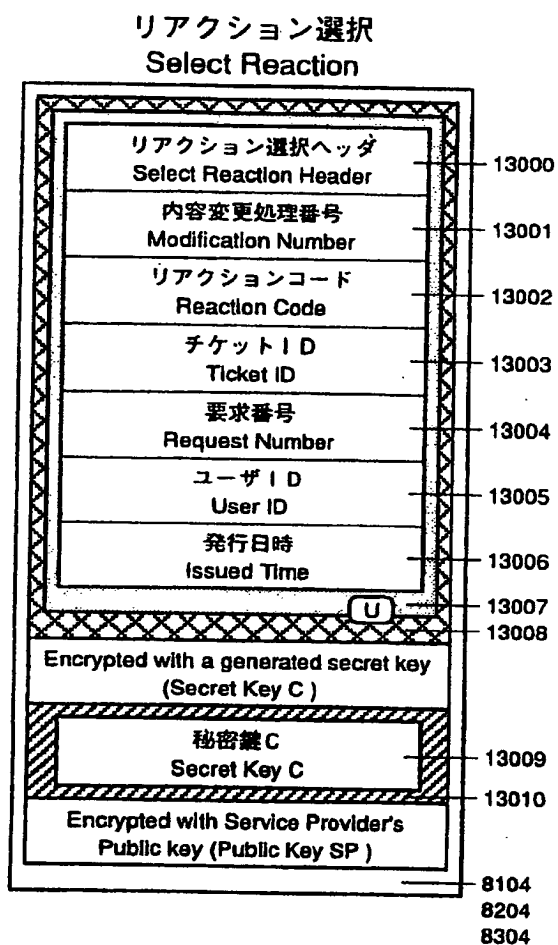 リアクション選択
Select Reaction
リアクション選択ヘッダ
Select Reaction Header
13000
内容変更処理番号
Modification Number
13001
リアクションコード
Reaction Code
13002
チケットID
Ticket ID
13003
要求番号
Request Number
13004
ユーザID
User ID
13005
発行日時
Issued Time
13006
U
13007
13008
Encrypted with a generated secret key
(Secret Key C )
秘密鍵C
Secret Key C
13009
13010
Encrypted with Service Provider's
Public key (Public Key SP )
8104
8204
8304